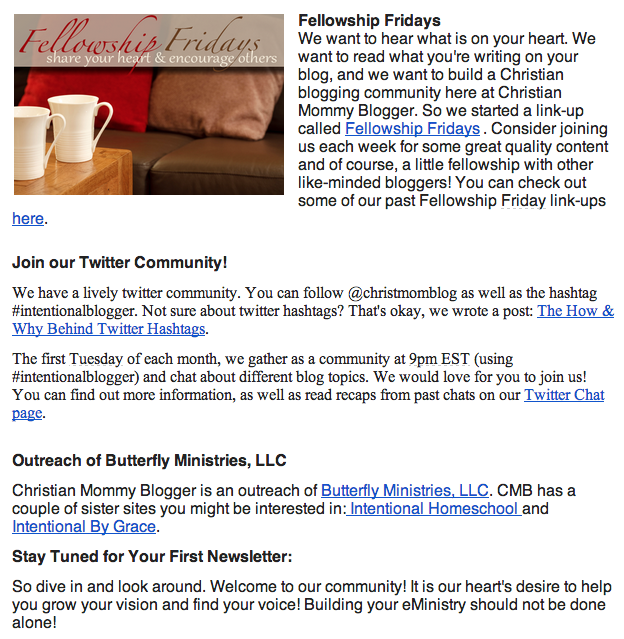 Fellowship Fridays
share your heart & encourage others
Fellowship Fridays
We want to hear what is on your heart. We
want to read what you're writing on your
blog, and we want to build a Christian
blogging community here at Christian
Mommy Blogger. So we started a link-up
called Fellowship Fridays . Consider joining
us each week for some great quality content
and of course, a little fellowship with other
like-minded bloggers! You can check out
some of our past Fellowship Friday link-ups
here.
Join our Twitter Community!
We have a lively twitter community. You can follow @christmomblog as well as the hashtag
#intentionalblogger. Not sure about twitter hashtags? That's okay, we wrote a post: The How &
Why Behind Twitter Hashtags.
The first Tuesday of each month, we gather as a community at 9pm EST (using
#intentionalblogger) and chat about different blog topics. We would love for you to join us!
You can find out more information, as well as read recaps from past chats on our Twitter Chat
page.
Outreach of Butterfly Ministries, LLC
Christian Mommy Blogger is an outreach of Butterfly Ministries, LLC. CMB has a
couple of sister sites you might be interested in: Intentional Homeschool and
Intentional By Grace.
Stay Tuned for Your First Newsletter:
So dive in and look around. Welcome to our community! It is our heart's desire to help
you grow your vision and find your voice! Building your eMinistry should not be done
alone!